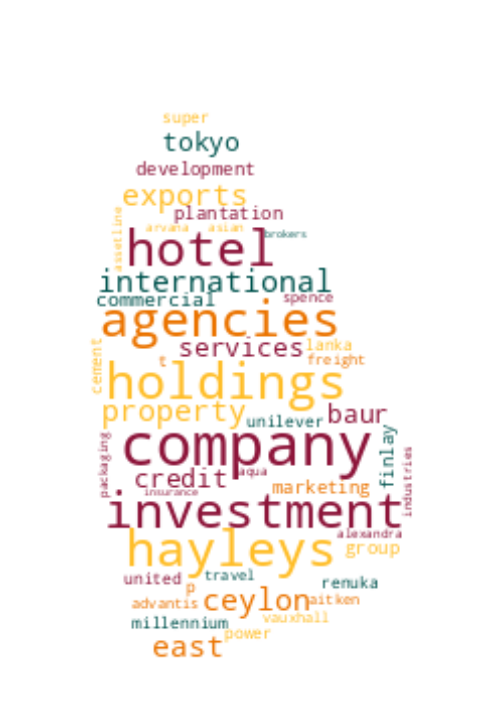 super
tokyo
development
exports
plantation
assetline
arvana asian brokers
hotel
international
commercial spence
agencies
services lanka
t freight
cement
holdings
property baur
unilever
company
finlay
packaging
credit aqua
industries
insurance marketing
investment
alexandra
hayleys group
united travel
p renuka
advantis ceylon aitken
millennium vauxhall
power
east